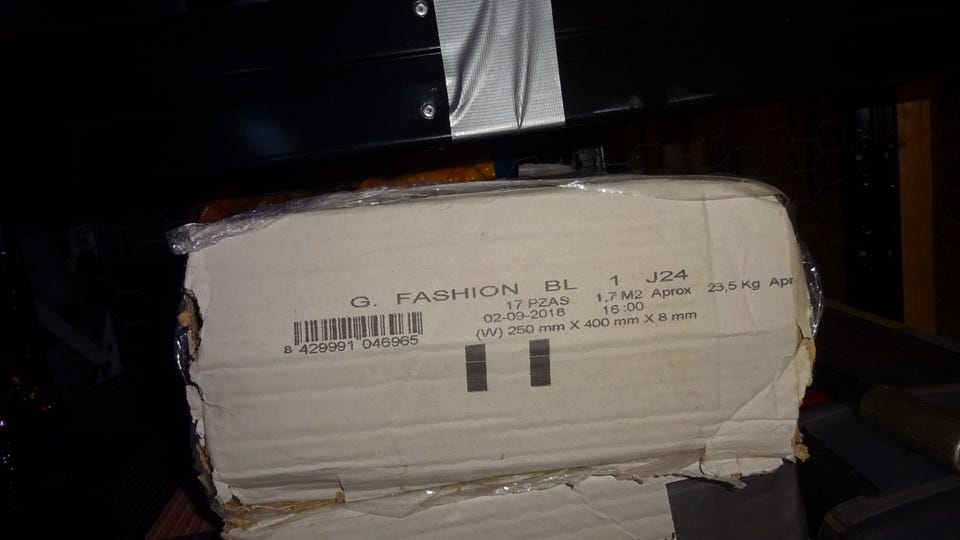 G. FASHION BL 1 J24
17 PZAS 1,7 M2 Aprox 23,5 Kg Apr
02-09-2018 16:00
(W) 250 mm X 400 mm X 8 mm
8 429991 046965